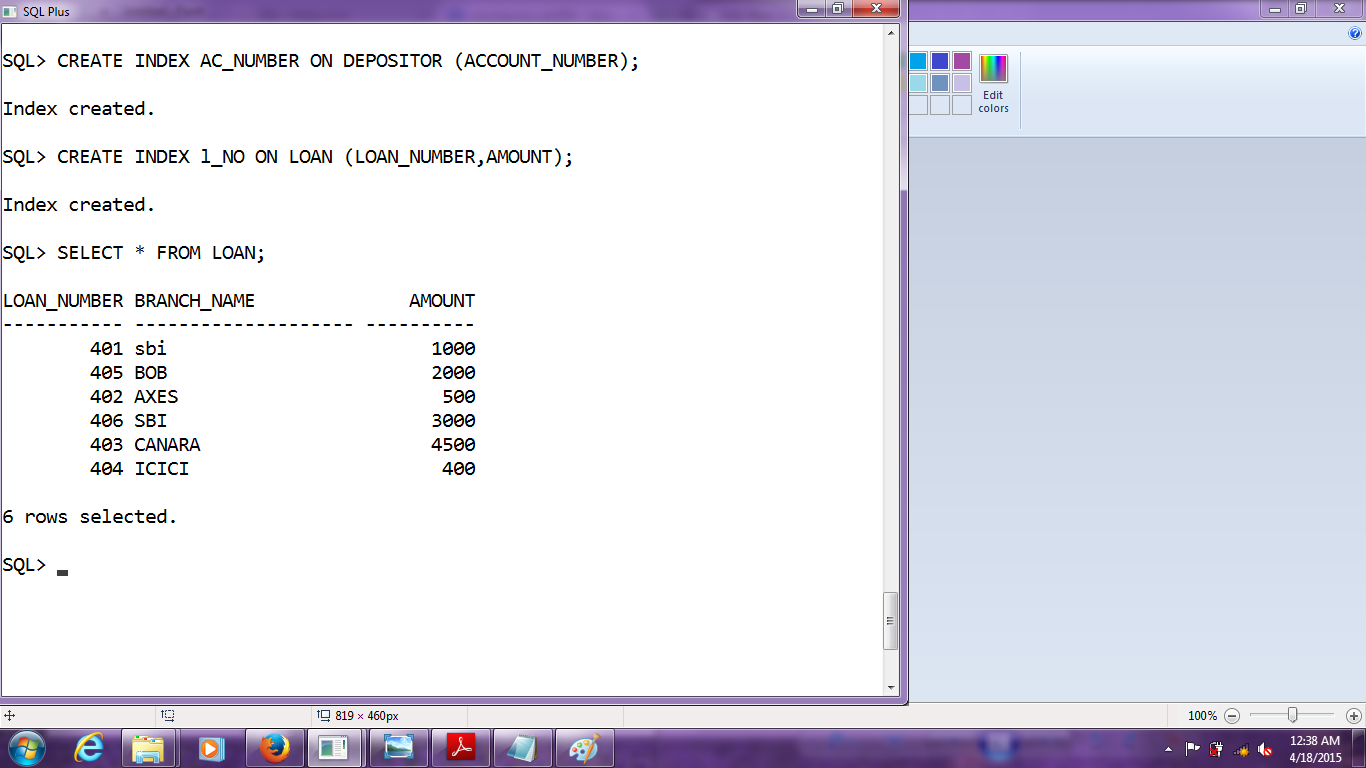 SQL Plus
SQL> CREATE INDEX AC_NUMBER ON DEPOSITOR (ACCOUNT_NUMBER);
Index created.
SQL> CREATE INDEX l_NO ON LOAN (LOAN_NUMBER,AMOUNT);
Index created.
SQL> SELECT * FROM LOAN;
LOAN_NUMBER BRANCH_NAME AMOUNT
----------- -------------------- ----------
401 sbi 1000
405 BOB 2000
402 AXES 500
406 SBI 3000
403 CANARA 4500
404 ICICI 400
6 rows selected.
SQL>
Edit
colors
819 × 460px
100%
12:38 AM
4/18/2015